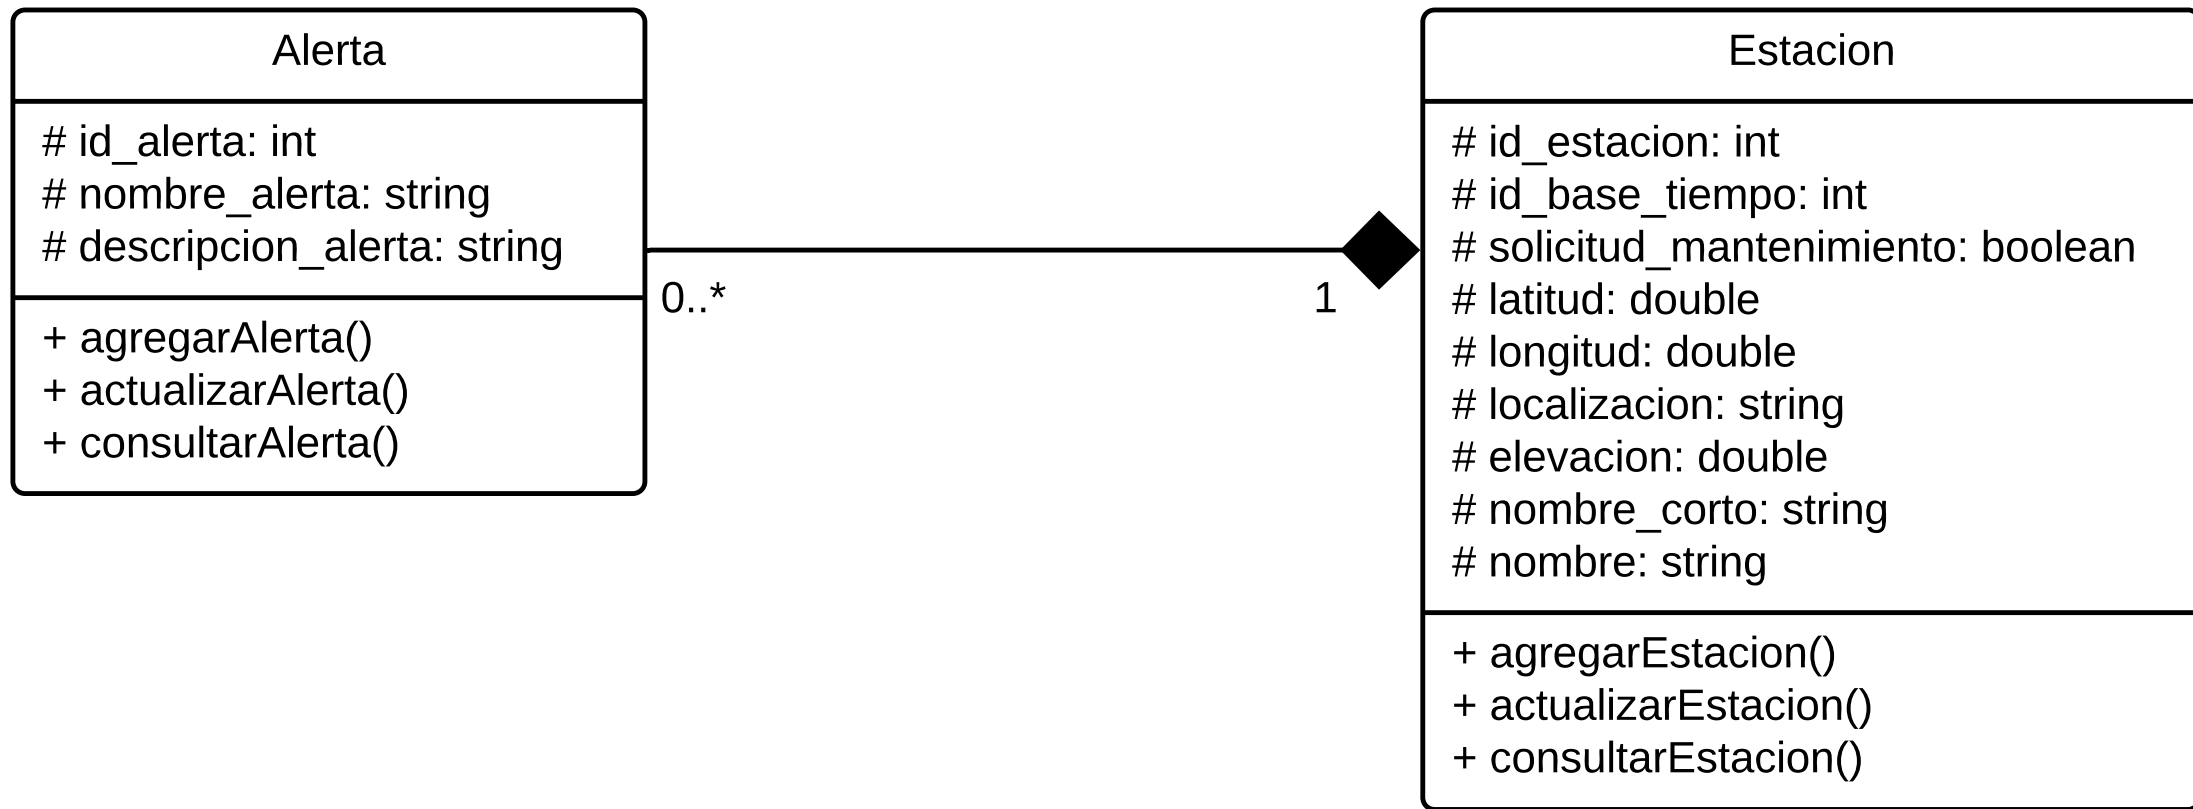 Alerta
# id_alerta: int
# nombre_alerta: string
# descripcion_alerta: string
+ agregarAlerta()
+ actualizarAlerta()
+ consultarAlerta()
0..*
1
Estacion
# id_estacion: int
# id_base_tiempo: int
# solicitud_mantenimiento: boolean
# latitud: double
# longitud: double
# localizacion: string
# elevacion: double
# nombre_corto: string
# nombre: string
+ agregarEstacion()
+ actualizarEstacion()
+ consultarEstacion()